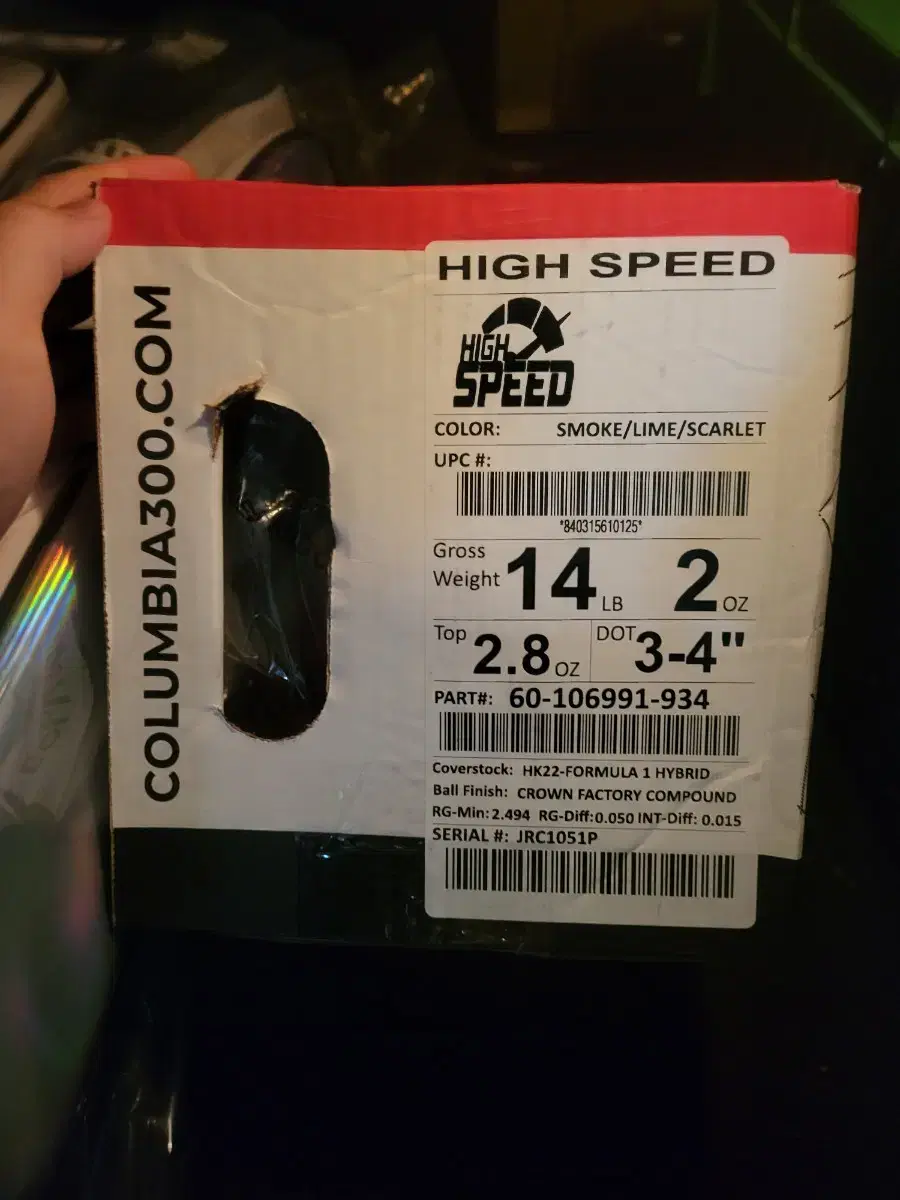 COLUMBIA300.COM
HIGH SPEED
HIGH
SPEED
COLOR: SMOKE/LIME/SCARLET
UPC #:
*840315610125*
Gross Weight 14 LB 2 OZ
Top 2.8 OZ DOT 3-4"
PART#: 60-106991-934
Coverstock: HK22-FORMULA 1 HYBRID
Ball Finish: CROWN FACTORY COMPOUND
RG-Min: 2.494 RG-Diff: 0.050 INT-Diff: 0.015
SERIAL #: JRC1051P